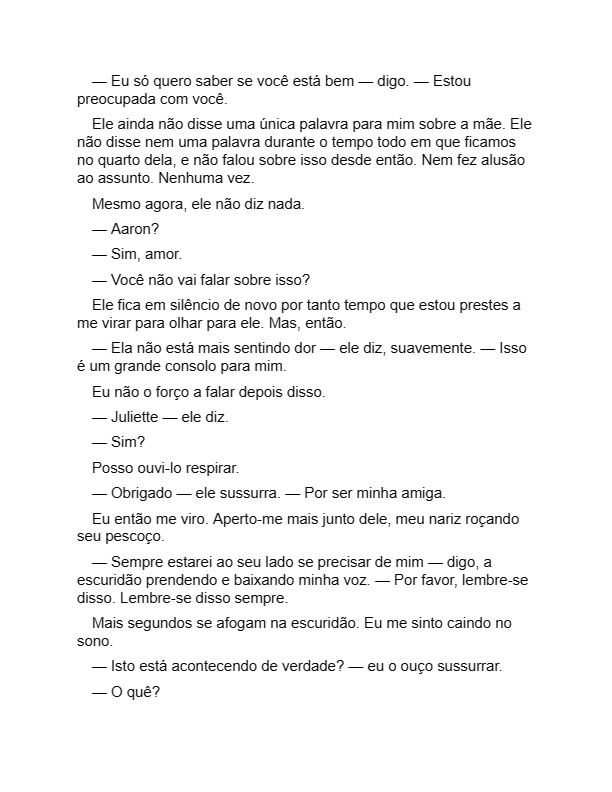 — Eu só quero saber se você está bem — digo. — Estou
preocupada com você.
Ele ainda não disse uma única palavra para mim sobre a mãe. Ele
não disse nem uma palavra durante o tempo todo em que ficamos
no quarto dela, e não falou sobre isso desde então. Nem fez alusão
ao assunto. Nenhuma vez.
Mesmo agora, ele não diz nada.
— Aaron?
— Sim, amor.
— Você não vai falar sobre isso?
Ele fica em silêncio de novo por tanto tempo que estou prestes a
me virar para olhar para ele. Mas, então.
— Ela não está mais sentindo dor — ele diz, suavemente. — Isso
é um grande consolo para mim.
Eu não o forço a falar depois disso.
— Juliette — ele diz.
— Sim?
Posso ouvi-lo respirar.
— Obrigado — ele sussurra. — Por ser minha amiga.
Eu então me viro. Aperto-me mais junto dele, meu nariz roçando
seu pescoço.
— Sempre estarei ao seu lado se precisar de mim — digo, a
escuridão prendendo e baixando minha voz. — Por favor, lembre-se
disso. Lembre-se disso sempre.
Mais segundos se afogam na escuridão. Eu me sinto caindo no
sono.
— Isto está acontecendo de verdade? — eu o ouço sussurrar.
— O quê?